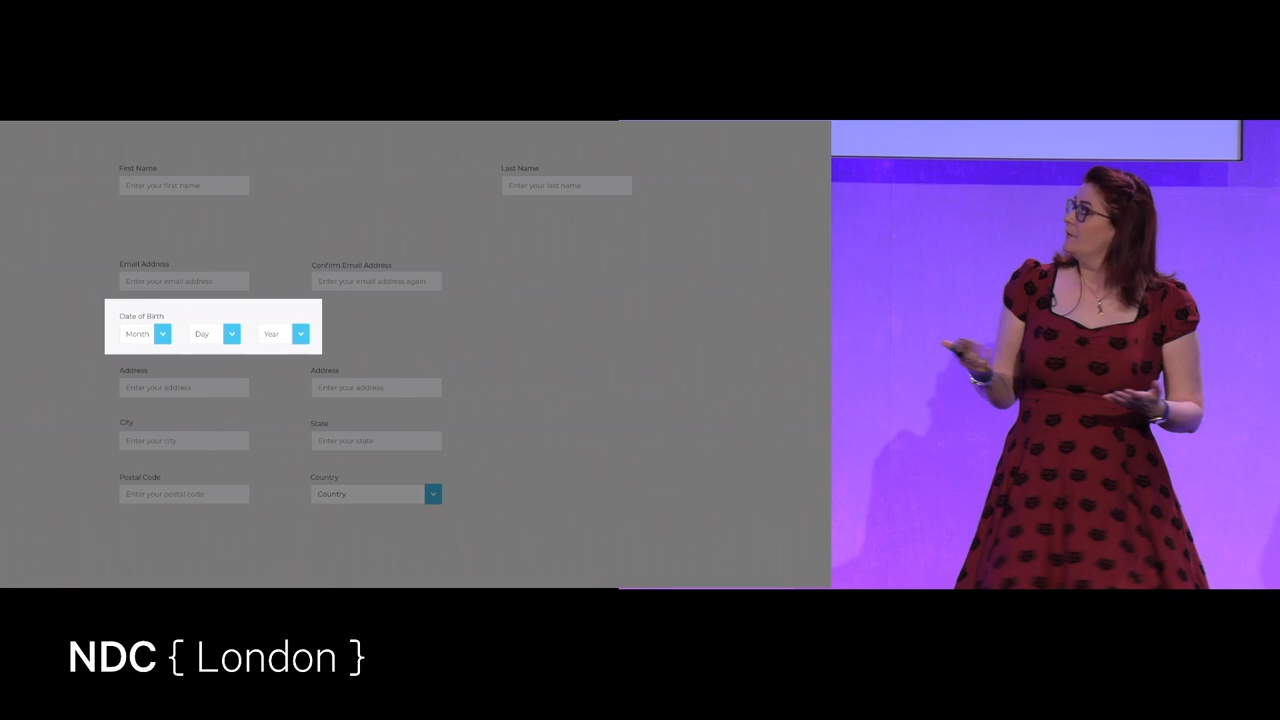 First Name
Last Name
Enter your first name
Enter your last name
Email Address
Confirm Email Address
Enter your email address
Enter your email address again
Date of Birth
Month
Day
Year
Address
Address
Enter your address
Enter your address
City
State
Enter your city
Enter your state
Postal Code
Country
Enter your postal code
Country
NDC { London }